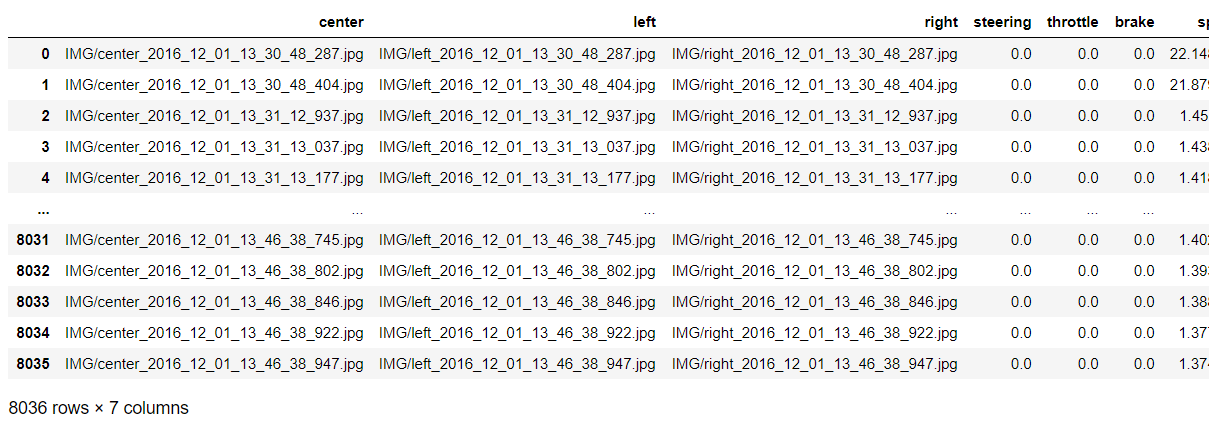 center left right steering throttle brake
0 IMG/center_2016_12_01_13_30_48_287.jpg IMG/left_2016_12_01_13_30_48_287.jpg IMG/right_2016_12_01_13_30_48_287.jpg 0.0 0.0 0.0 22.148
1 IMG/center_2016_12_01_13_30_48_404.jpg IMG/left_2016_12_01_13_30_48_404.jpg IMG/right_2016_12_01_13_30_48_404.jpg 0.0 0.0 0.0 21.879
2 IMG/center_2016_12_01_13_31_12_937.jpg IMG/left_2016_12_01_13_31_12_937.jpg IMG/right_2016_12_01_13_31_12_937.jpg 0.0 0.0 0.0 1.45
3 IMG/center_2016_12_01_13_31_13_037.jpg IMG/left_2016_12_01_13_31_13_037.jpg IMG/right_2016_12_01_13_31_13_037.jpg 0.0 0.0 0.0 1.438
4 IMG/center_2016_12_01_13_31_13_177.jpg IMG/left_2016_12_01_13_31_13_177.jpg IMG/right_2016_12_01_13_31_13_177.jpg 0.0 0.0 0.0 1.418
... ... ... ... ... ... ...
8031 IMG/center_2016_12_01_13_46_38_745.jpg IMG/left_2016_12_01_13_46_38_745.jpg IMG/right_2016_12_01_13_46_38_745.jpg 0.0 0.0 0.0 1.402
8032 IMG/center_2016_12_01_13_46_38_802.jpg IMG/left_2016_12_01_13_46_38_802.jpg IMG/right_2016_12_01_13_46_38_802.jpg 0.0 0.0 0.0 1.393
8033 IMG/center_2016_12_01_13_46_38_846.jpg IMG/left_2016_12_01_13_46_38_846.jpg IMG/right_2016_12_01_13_46_38_846.jpg 0.0 0.0 0.0 1.388
8034 IMG/center_2016_12_01_13_46_38_922.jpg IMG/left_2016_12_01_13_46_38_922.jpg IMG/right_2016_12_01_13_46_38_922.jpg 0.0 0.0 0.0 1.377
8035 IMG/center_2016_12_01_13_46_38_947.jpg IMG/left_2016_12_01_13_46_38_947.jpg IMG/right_2016_12_01_13_46_38_947.jpg 0.0 0.0 0.0 1.374
8036 rows × 7 columns